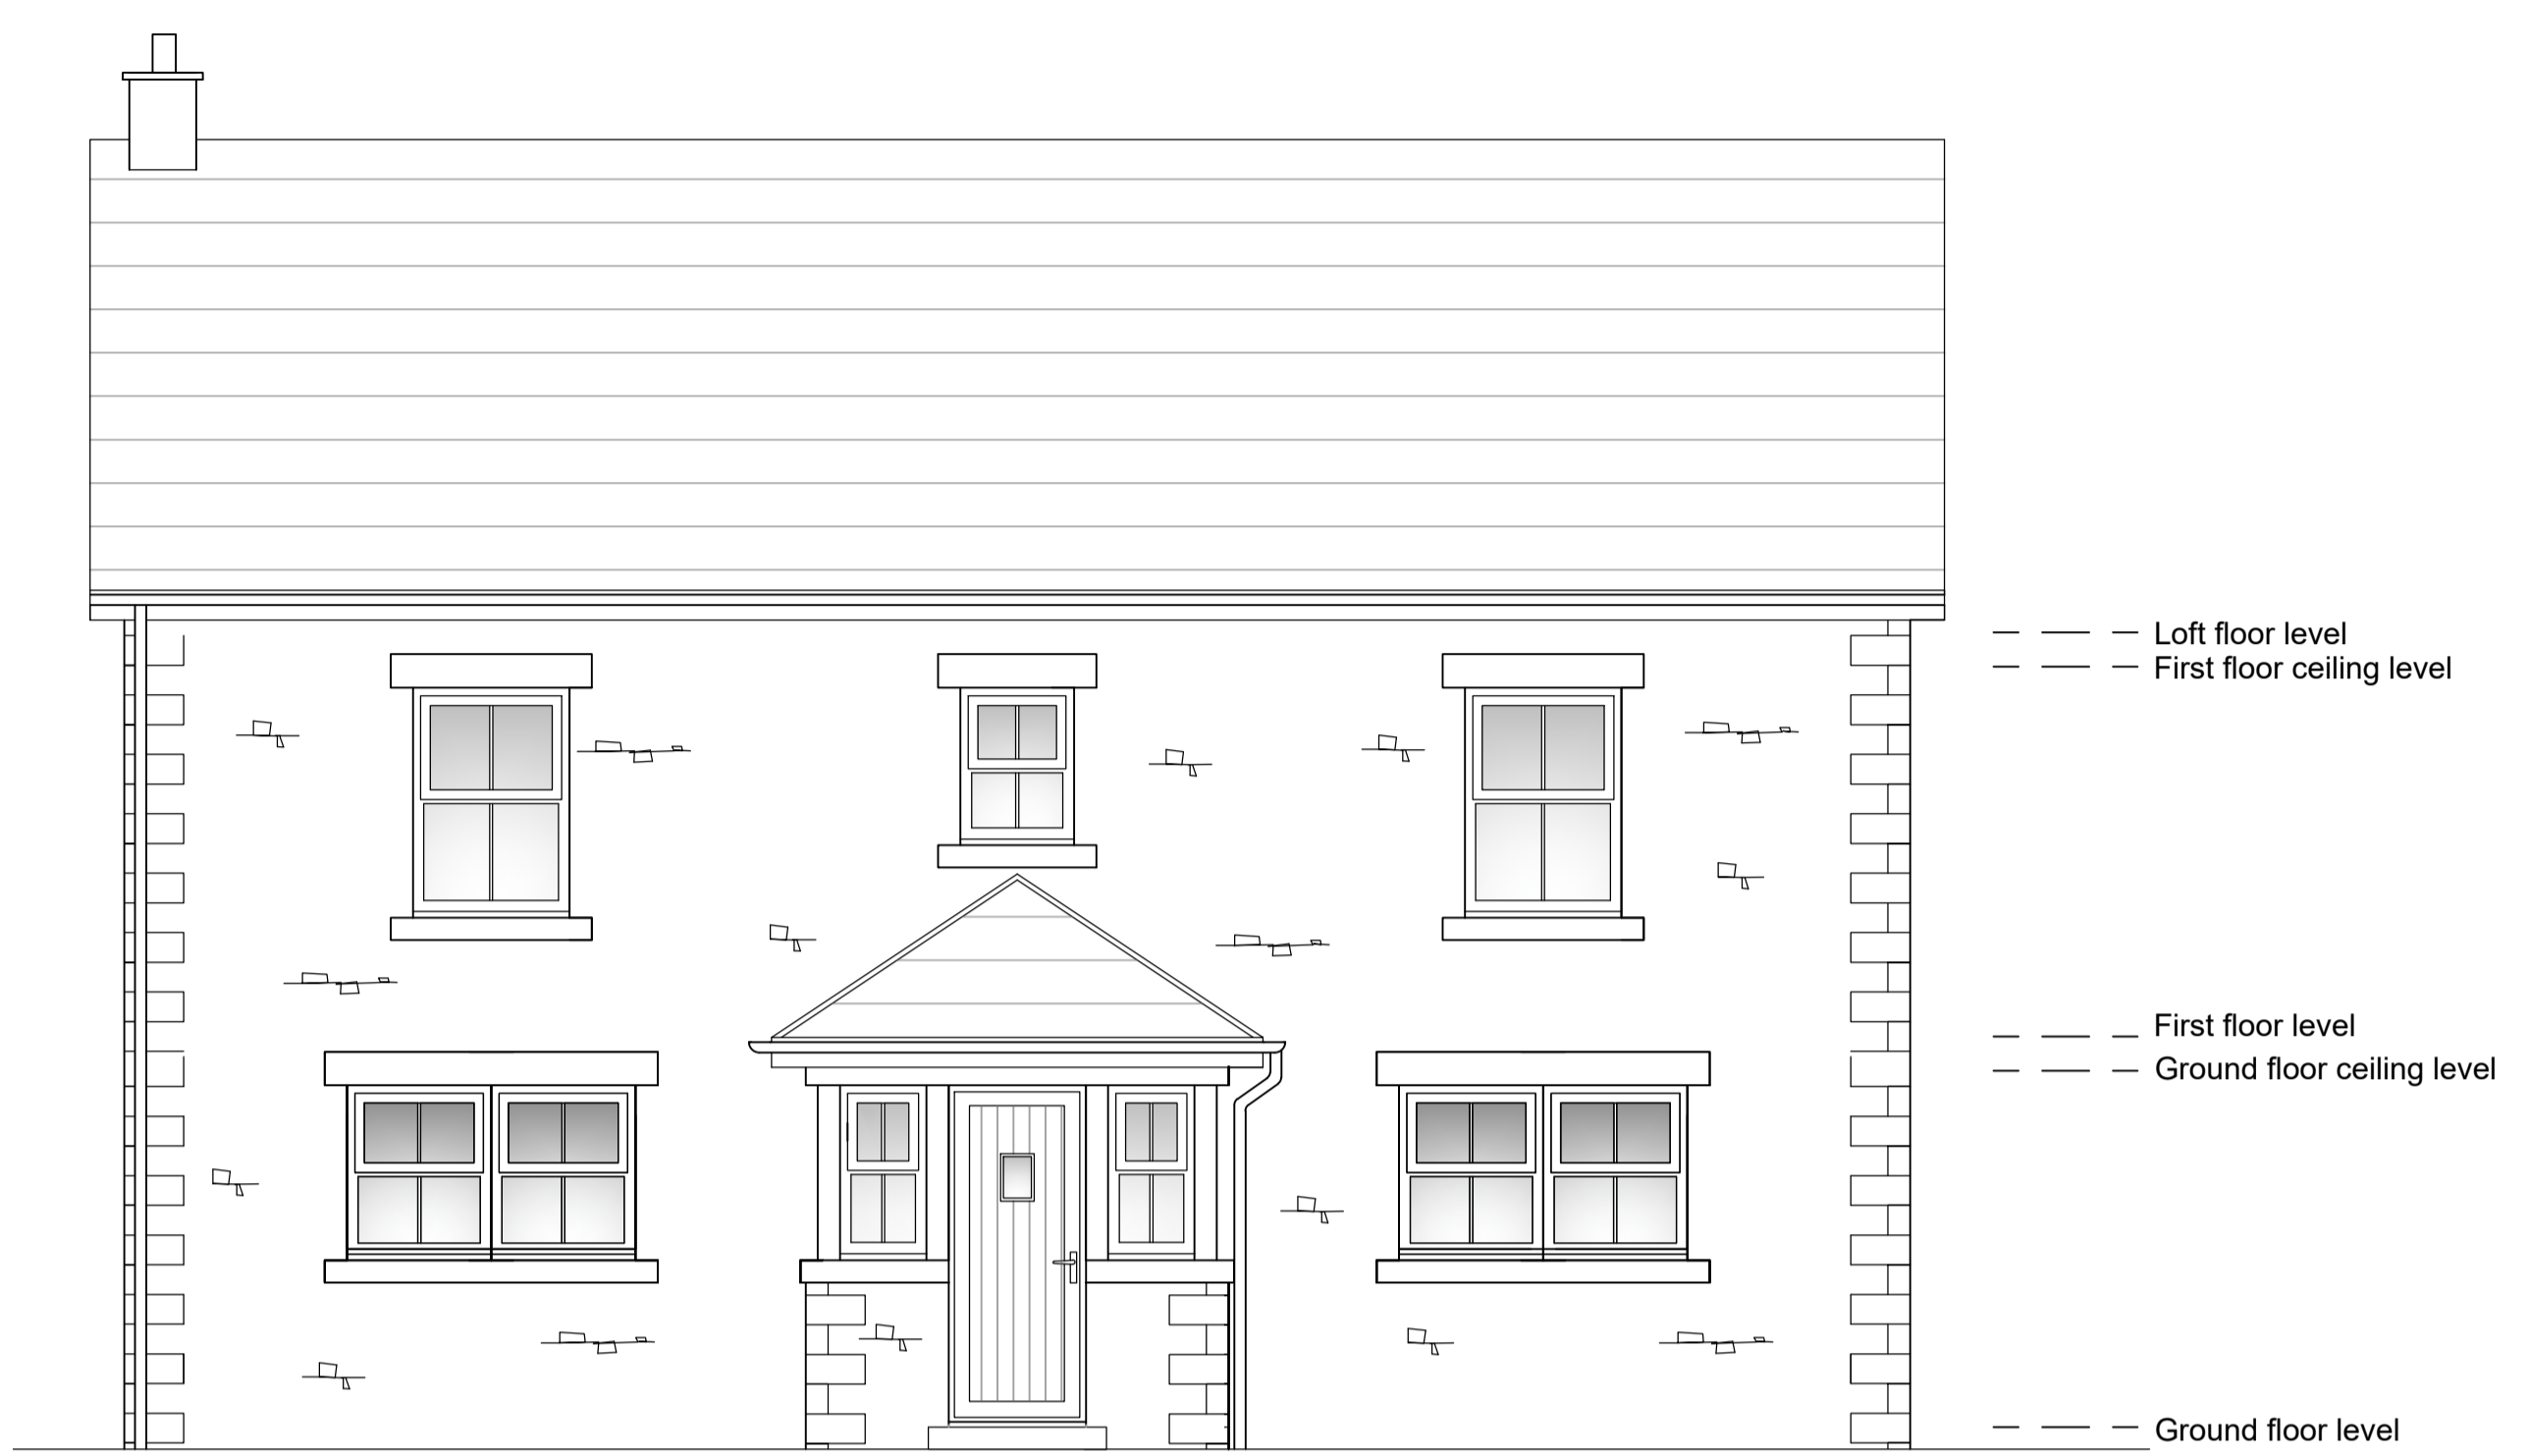 Loft floor level
First floor ceiling level
First floor level
Ground floor ceiling level
Ground floor level